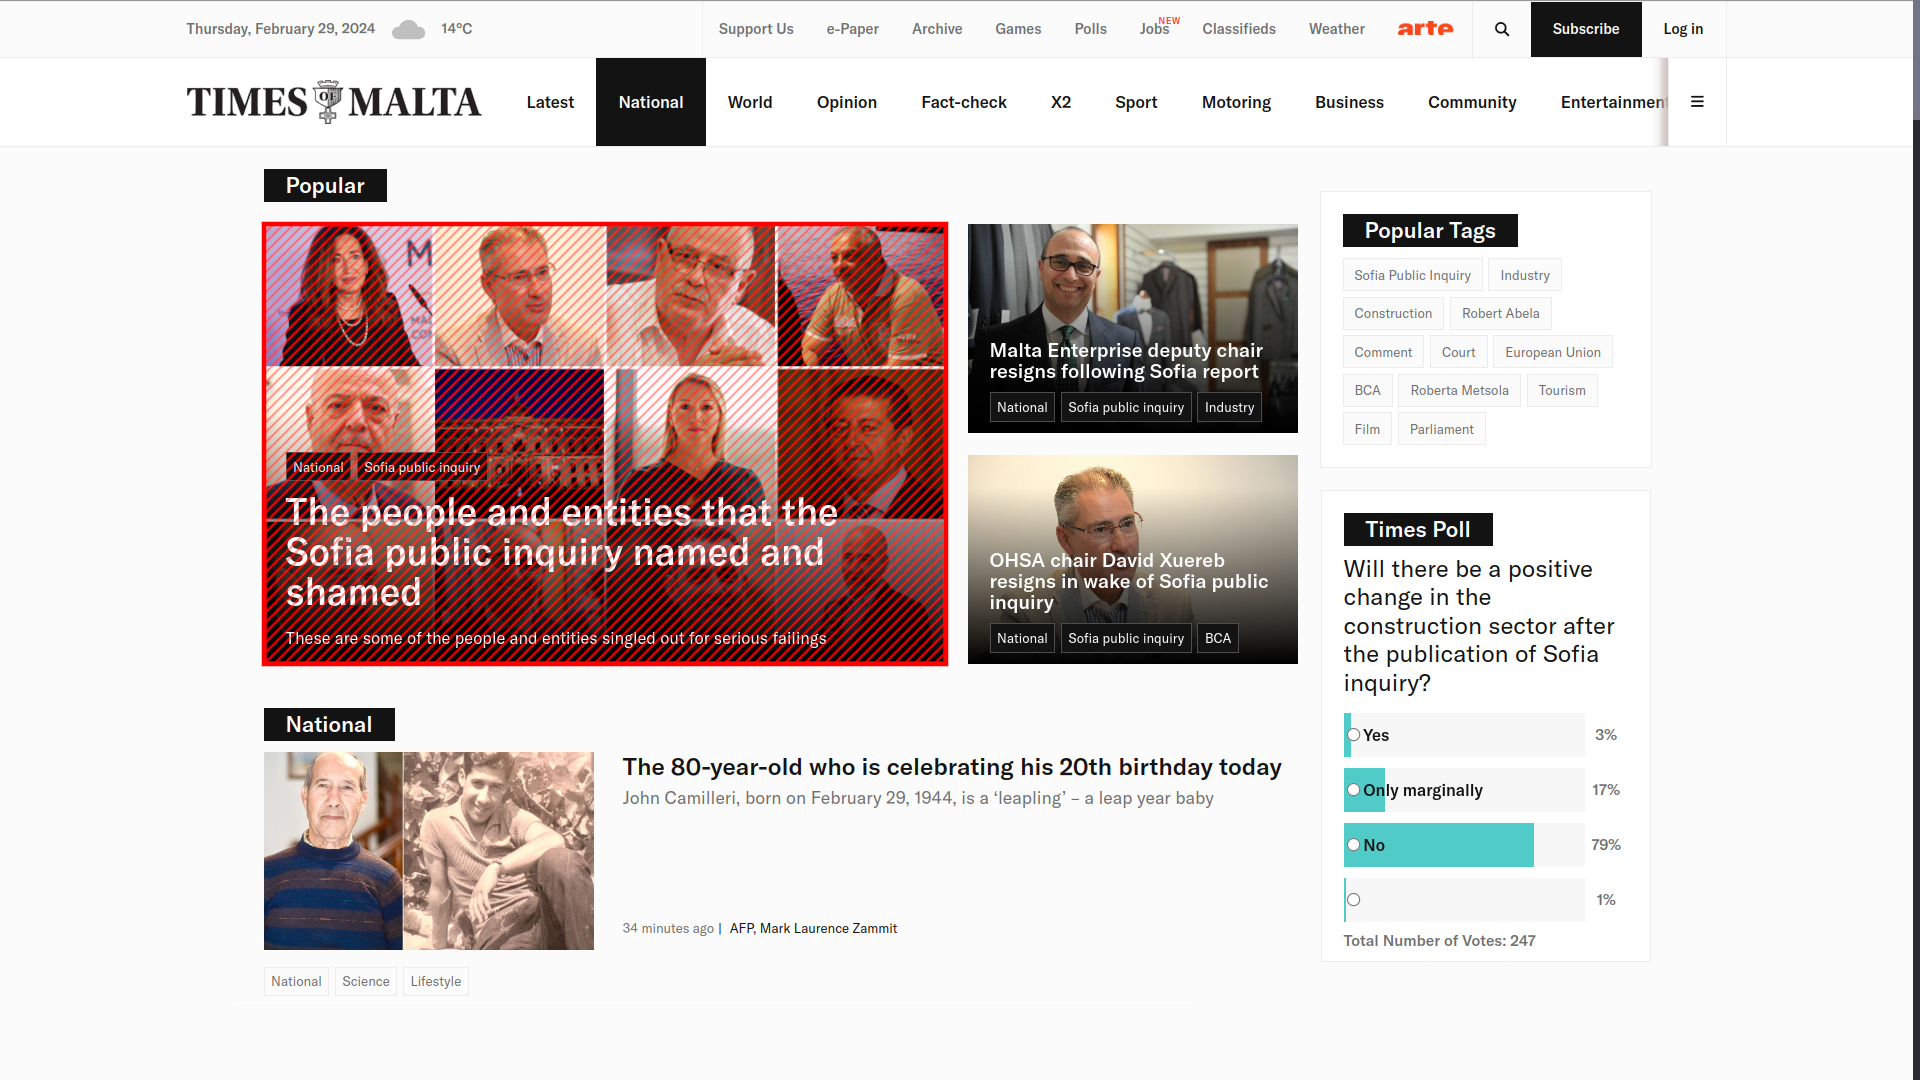 Thursday, February 29, 2024 14°C
Support Us e-Paper Archive Games Polls Jobs NEW Classifieds Weather arte Subscribe Log in
TIMES OF MALTA
Latest National World Opinion Fact-check X2 Sport Motoring Business Community Entertainment
Popular
National Sofia public inquiry
The people and entities that the
Sofia public inquiry named and
shamed
These are some of the people and entities singled out for serious failings
Malta Enterprise deputy chair
resigns following Sofia report
National Sofia public inquiry Industry
OHSA chair David Xuereb
resigns in wake of Sofia public
inquiry
National Sofia public inquiry BCA
National
The 80-year-old who is celebrating his 20th birthday today
John Camilleri, born on February 29, 1944, is a ‘leapling’ – a leap year baby
34 minutes ago | AFP, Mark Laurence Zammit
National Science Lifestyle
Popular Tags
Sofia Public Inquiry Industry
Construction Robert Abela
Comment Court European Union
BCA Roberta Metsola Tourism
Film Parliament
Times Poll
Will there be a positive
change in the
construction sector after
the publication of Sofia
inquiry?
Yes 3%
Only marginally 17%
No 79%
1%
Total Number of Votes: 247